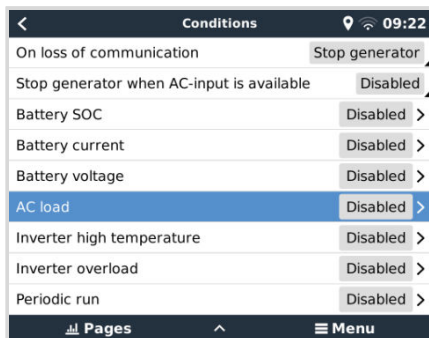 Conditions 09:22
On loss of communication Stop generator
Stop generator when AC-input is available Disabled
Battery SOC Disabled
Battery current Disabled
Battery voltage Disabled
AC load Disabled
Inverter high temperature Disabled
Inverter overload Disabled
Periodic run Disabled
Pages Menu